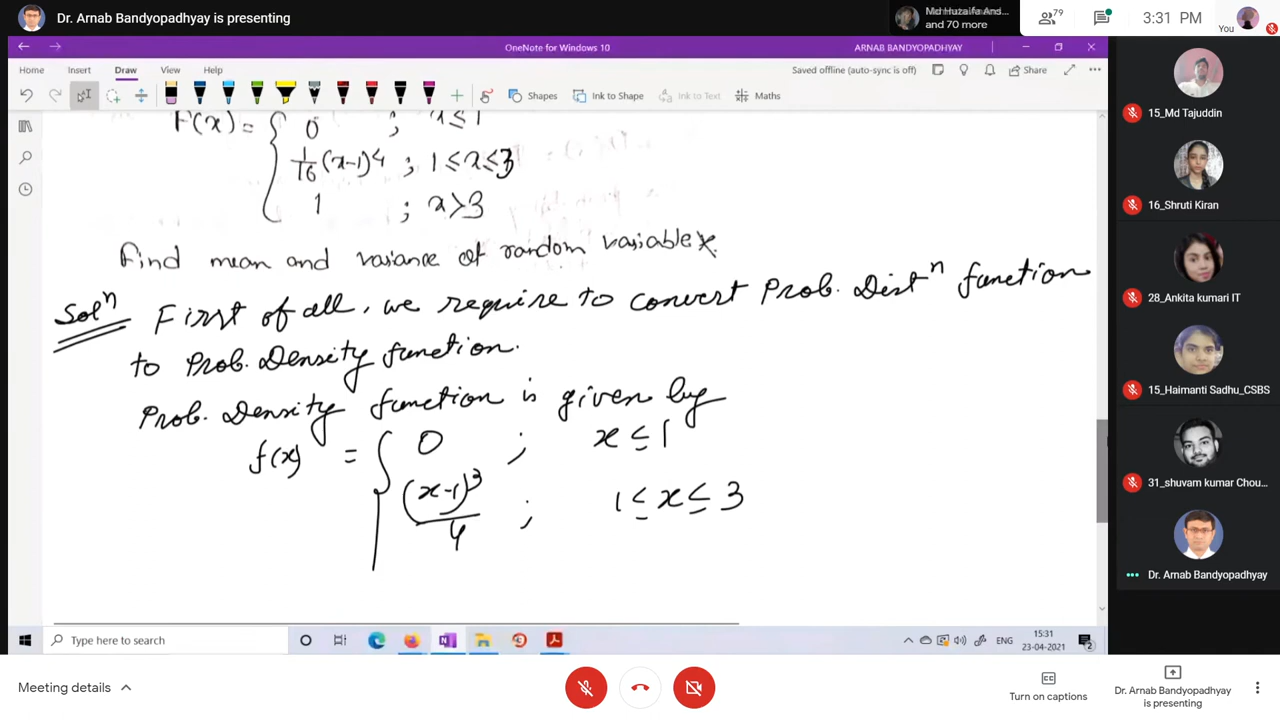 Dr. Arnab Bandyopadhyay is presenting
Md Huzaifa And...
and 70 more
79
3:31 PM
You
OneNote for Windows 10
ARNAB BANDYOPADHYAY
Home Insert Draw View Help
Saved offline (auto-sync is off)
Share
Shapes
Ink to Shape
Ink to Text
Maths
F(x) = { 0 ; x ≤ 1
1/16 (x-1)^4 ; 1 ≤ x ≤ 3
1 ; x > 3
Find mean and variance of random variable x.
Solⁿ First of all, we require to convert Prob. Distⁿ function
to Prob. Density function.
Prob. Density function is given by
f(x) = { 0 ; x ≤ 1
(x-1)^3/4 ; 1 ≤ x ≤ 3
15_Md Tajuddin
16_Shruti Kiran
28_Ankita kumari IT
15_Haimanti Sadhu_CSBS
31_shuvam kumar Chou...
Dr. Arnab Bandyopadhyay
Type here to search
ENG
15:31
23-04-2021
2
Meeting details
Turn on captions
Dr. Arnab Bandyopadhyay
is presenting